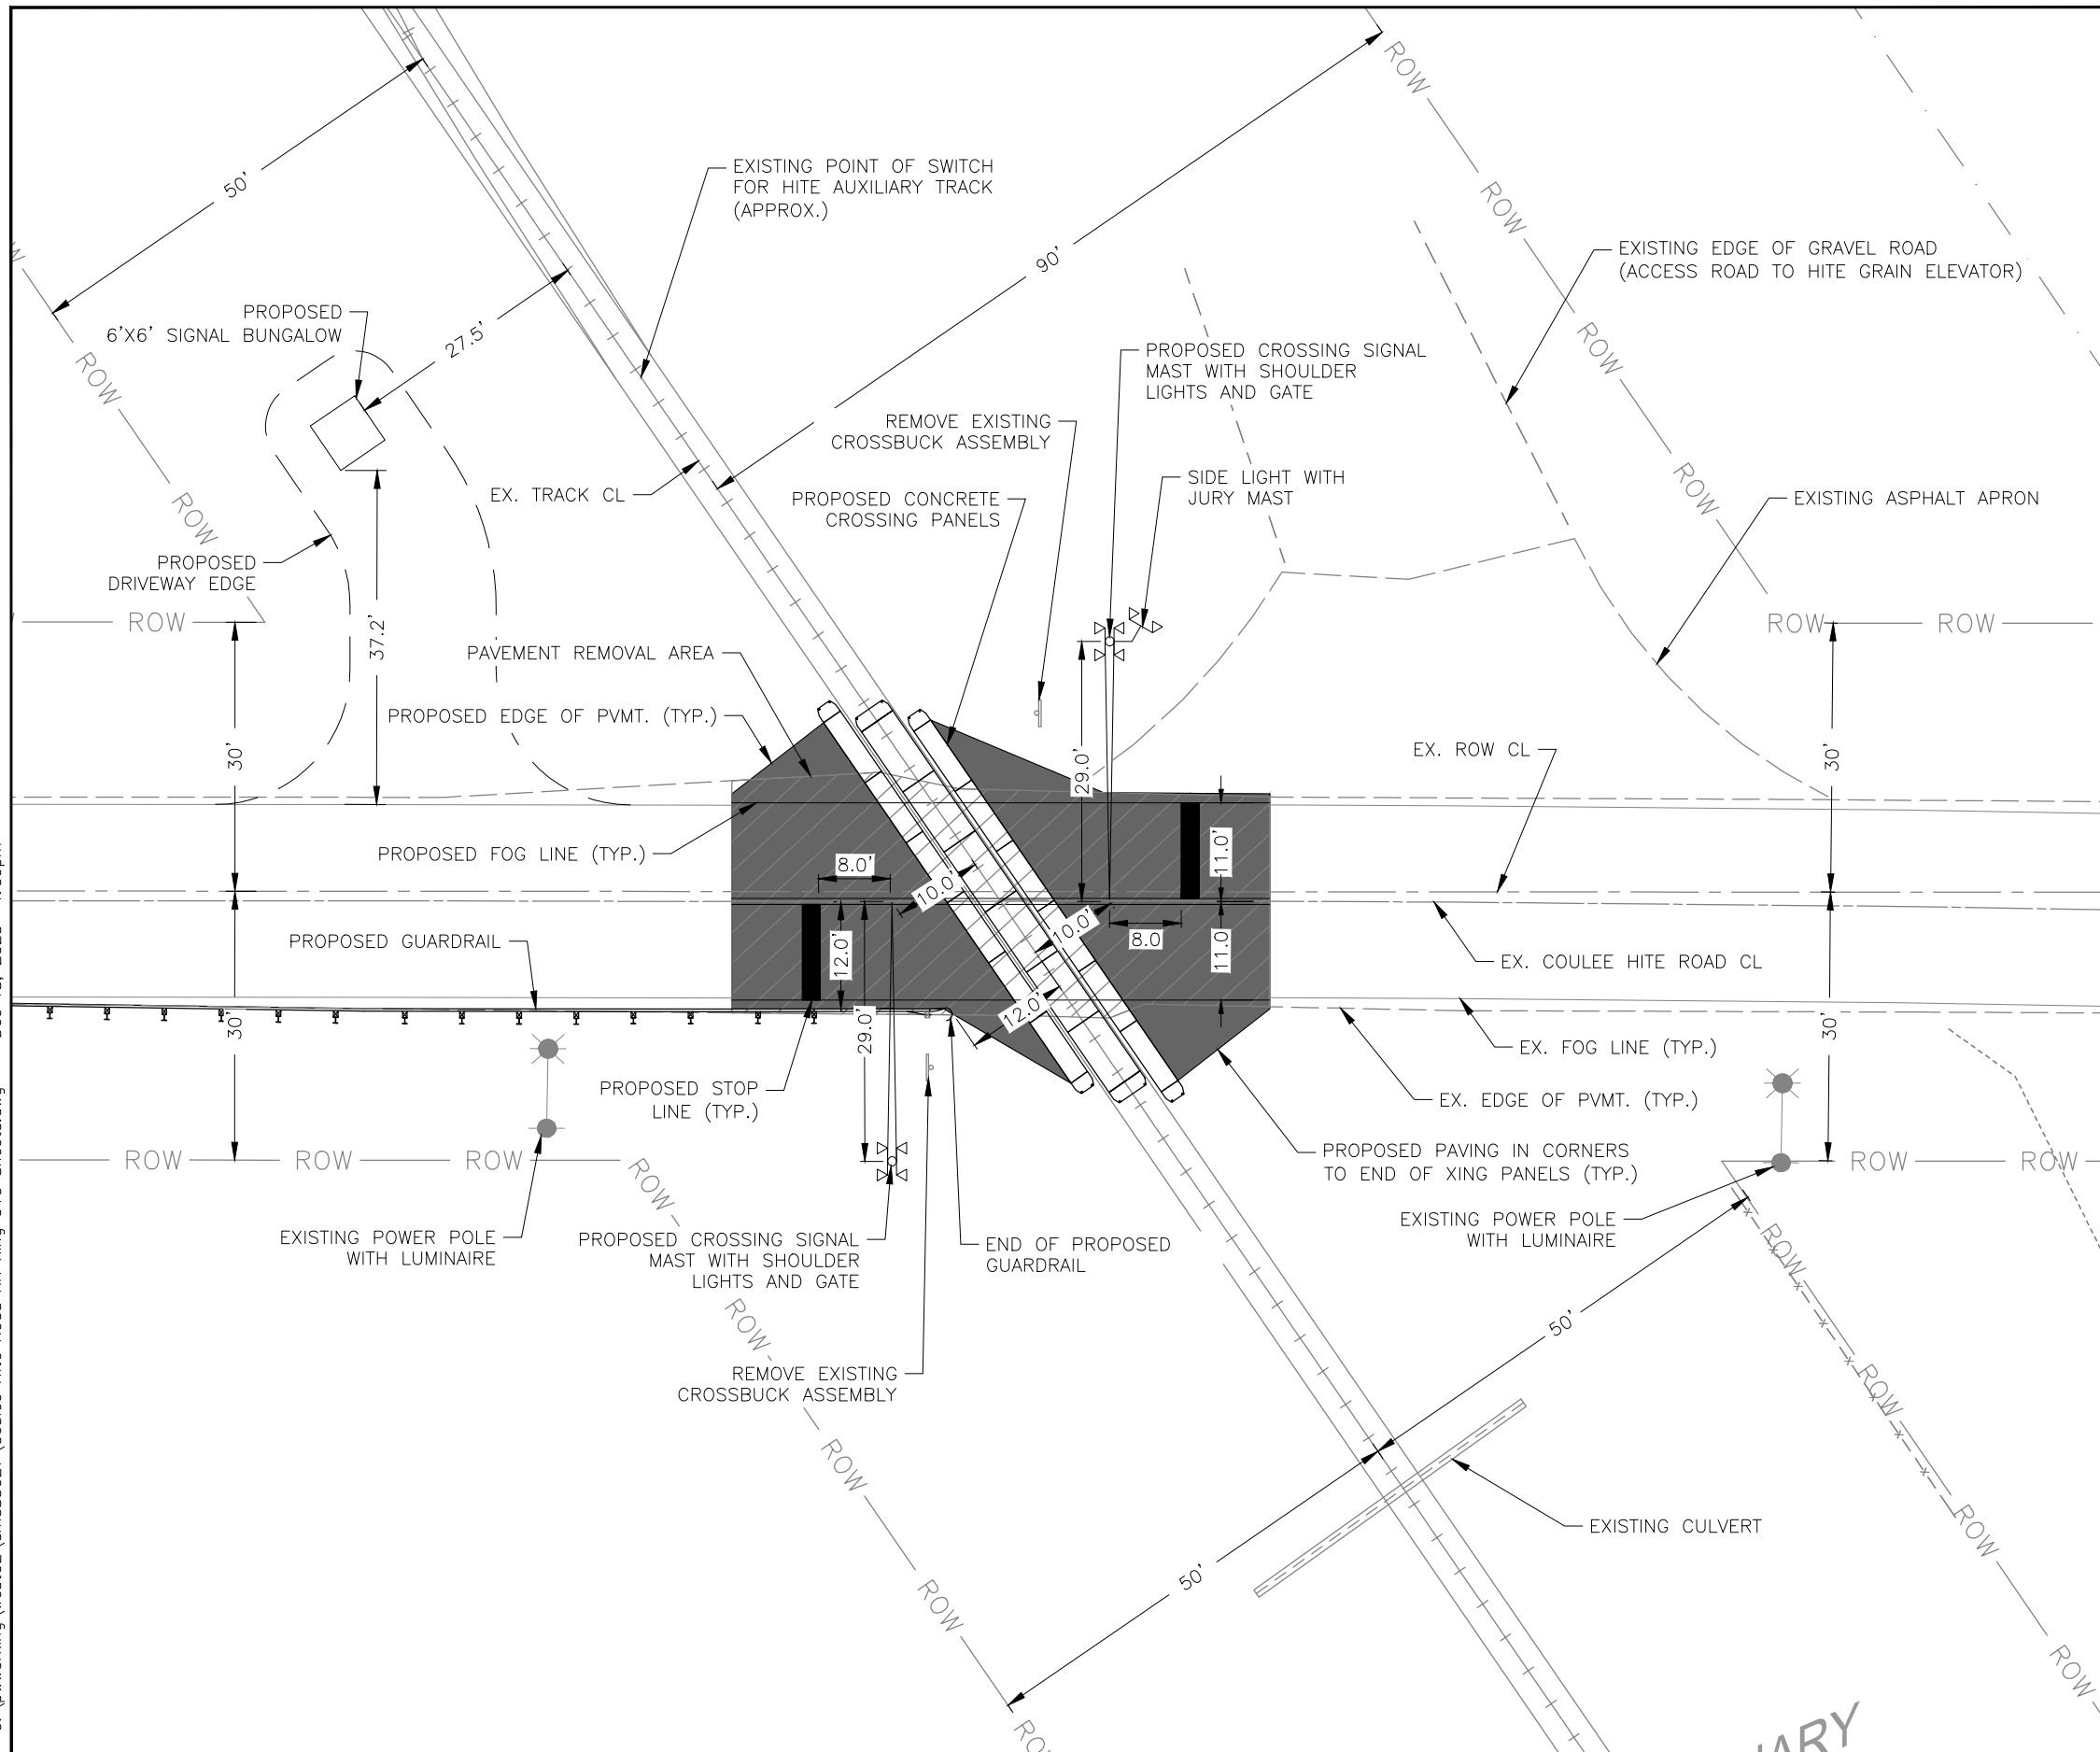 ROW
50'
EXISTING POINT OF SWITCH
FOR HITE AUXILIARY TRACK
(APPROX.)
90'
ROW
ROW
EXISTING EDGE OF GRAVEL ROAD
(ACCESS ROAD TO HITE GRAIN ELEVATOR)
PROPOSED
6'X6' SIGNAL BUNGALOW
27.5'
ROW
ROW
PROPOSED CROSSING SIGNAL
MAST WITH SHOULDER
LIGHTS AND GATE
REMOVE EXISTING
CROSSBUCK ASSEMBLY
ROW
SIDE LIGHT WITH
JURY MAST
EX. TRACK CL
PROPOSED CONCRETE
CROSSING PANELS
EXISTING ASPHALT APRON
ROW
PROPOSED
DRIVEWAY EDGE
ROW
37.2'
ROW
ROW
PAVEMENT REMOVAL AREA
PROPOSED EDGE OF PVMT. (TYP.)
30'
29.0'
EX. ROW CL
30'
PROPOSED FOG LINE (TYP.)
8.0'
10.0'
11.0'
PROPOSED GUARDRAIL
12.0'
10.0'
8.0
11.0
EX. COULEE HITE ROAD CL
30'
29.0'
12.0'
30'
EX. FOG LINE (TYP.)
PROPOSED STOP
LINE (TYP.)
EX. EDGE OF PVMT. (TYP.)
PROPOSED PAVING IN CORNERS
TO END OF XING PANELS (TYP.)
ROW
ROW
ROW
ROW
ROW
ROW
EXISTING POWER POLE
WITH LUMINAIRE
PROPOSED CROSSING SIGNAL
MAST WITH SHOULDER
LIGHTS AND GATE
END OF PROPOSED
GUARDRAIL
EXISTING POWER POLE
WITH LUMINAIRE
ROW
ROW
50'
REMOVE EXISTING
CROSSBUCK ASSEMBLY
ROW
ROW
EXISTING CULVERT
ROW
50'
ROW
ROW